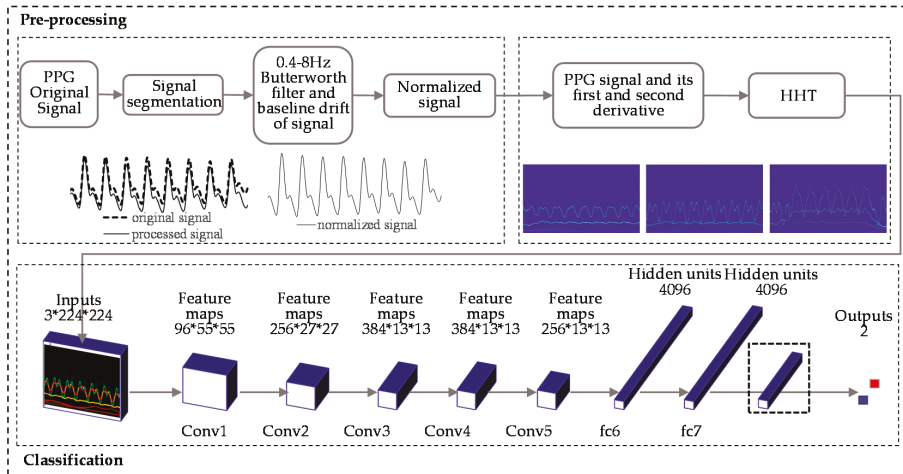 Pre-processing
PPG
Original
Signal
Signal
segmentation
0.4-8Hz
Butterworth
filter and
baseline drift
of signal
Normalized
signal
PPG signal and its
first and second
derivative
HHT
original signal
processed signal
normalized signal
Inputs
3*224*224
Feature
maps
96*55*55
Feature
maps
256*27*27
Feature
maps
384*13*13
Feature
maps
384*13*13
Feature
maps
256*13*13
Hidden units
4096
Hidden units
4096
Outputs
2
Conv1
Conv2
Conv3
Conv4
Conv5
fc6
fc7
Classification